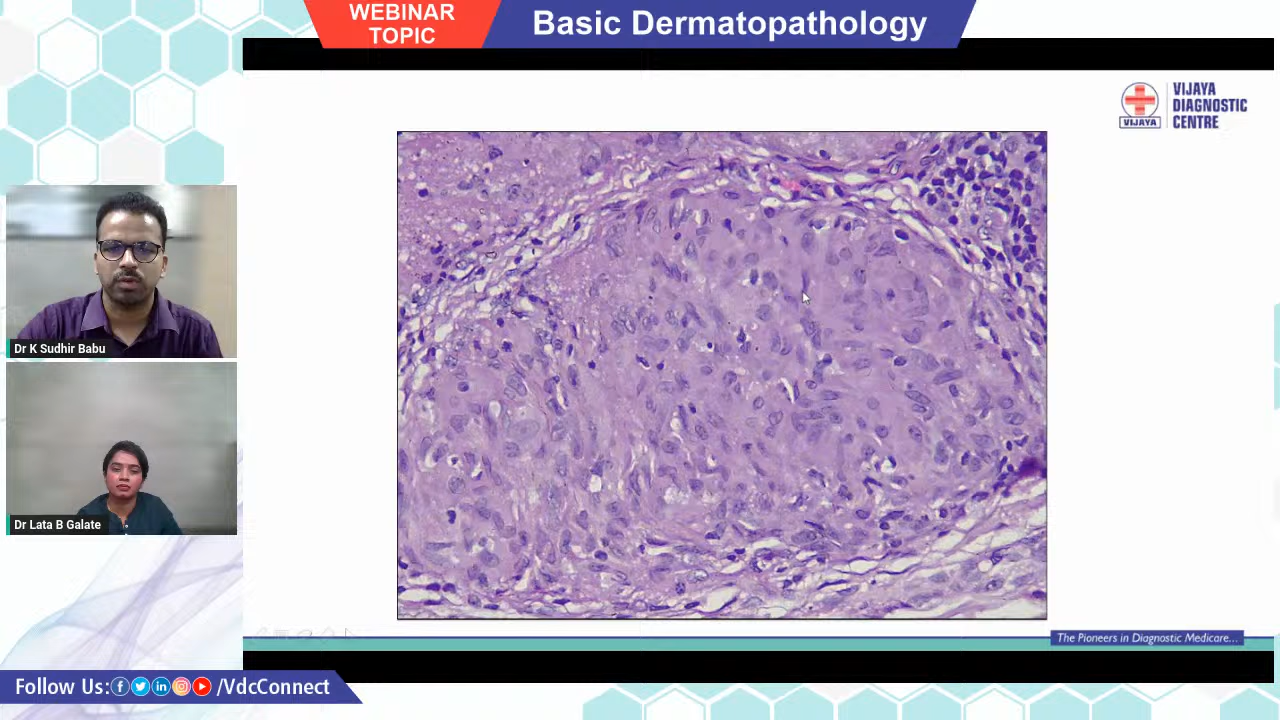 WEBINAR
TOPIC
Basic Dermatopathology
VIJAYA
DIAGNOSTIC
CENTRE
VIJAYA
Dr K Sudhir Babu
Dr Lata B Galate
The Pioneers in Diagnostic Medicare...
Follow Us: /VdcConnect